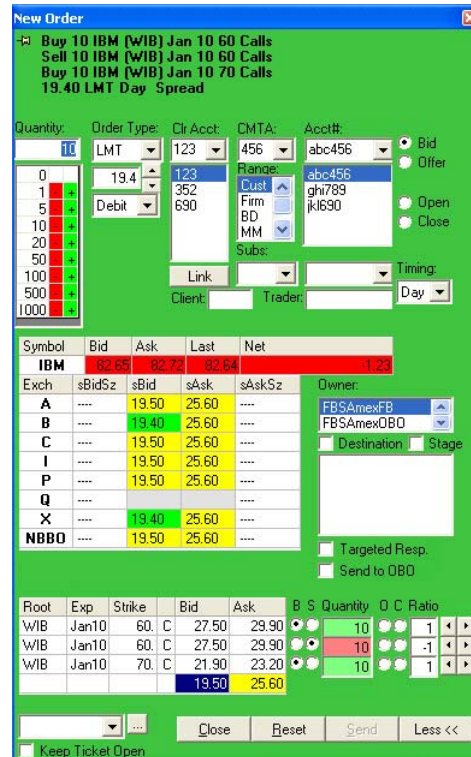 New Order
Buy 10 IBM (WIB) Jan 10 60 Calls
Sell 10 IBM (WIB) Jan 10 60 Calls
Buy 10 IBM (WIB) Jan 10 70 Calls
19.40 LMT Day Spread
Quantity: Order Type: Clr Acct: CMTA: Acct#:
10 LMT 123 456 abc456 Bid
Offer
0 19.4 123 Range: abc456
1 - + 352 Cust ghi789
5 - + Debit 690 Firm jkl690 Open
10 - + BD Close
20 - + MM
50 - + Subs:
100 - + Link Timing:
500 - + Client: Trader: Day
1000 - +
Symbol Bid Ask Last Net
IBM 82.65 82.72 82.64 -1.23
Exch sBidSz sBid sAsk sAskSz Owner:
A ---- 19.50 25.60 ---- FBSAmexFB
B ---- 19.40 25.60 ---- FBSAmexOBO
C ---- 19.50 25.60 ---- Destination Stage
I ---- 19.50 25.60 ----
P ---- 19.50 25.60 ----
Q ---- ----
X ---- 19.40 25.60 ----
NBBO ---- 19.50 25.60 ----
Targeted Resp.
Send to OBO
Root Exp Strike Bid Ask B S Quantity O C Ratio
WIB Jan10 60. C 27.50 29.90 10 1
WIB Jan10 60. C 27.50 29.90 10 -1
WIB Jan10 70. C 21.90 23.20 10 1
19.50 25.60
... Close Reset Send Less <<
Keep Ticket Open